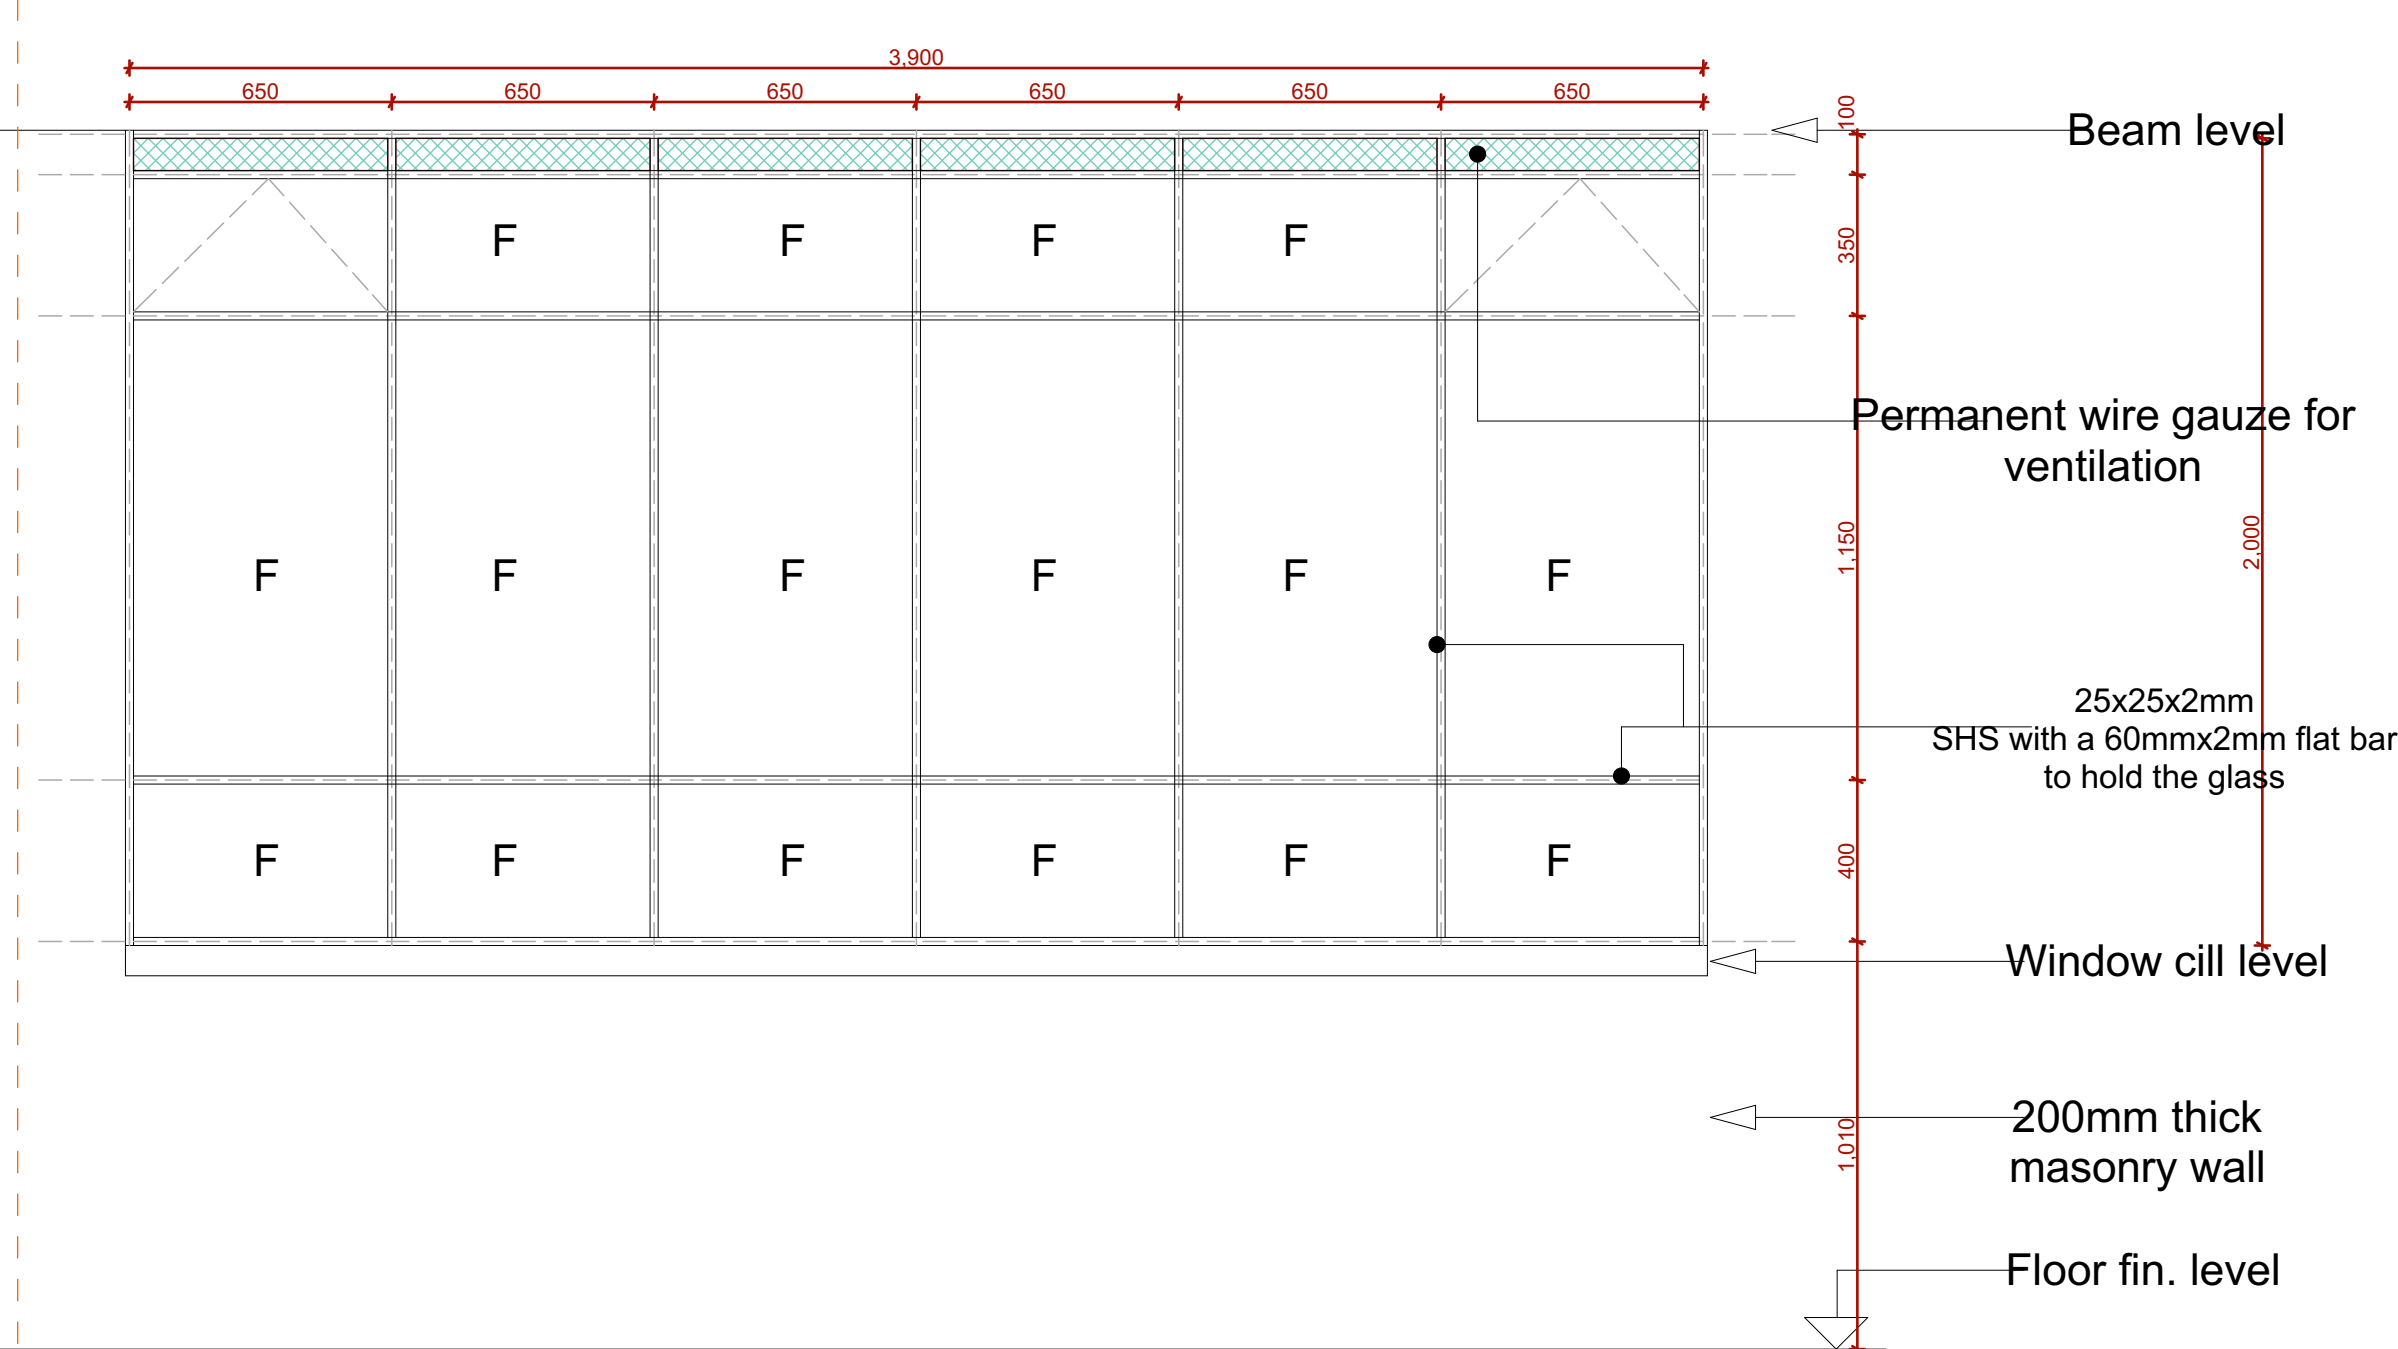 3,900
650 650 650 650 650 650
100
Beam level
F F F F
350
Permanent wire gauze for
ventilation
1,150
2,000
F F F F F F
25x25x2mm
SHS with a 60mmx2mm flat bar
to hold the glass
F F F F F F
400
Window cill level
200mm thick
masonry wall
1,010
Floor fin. level